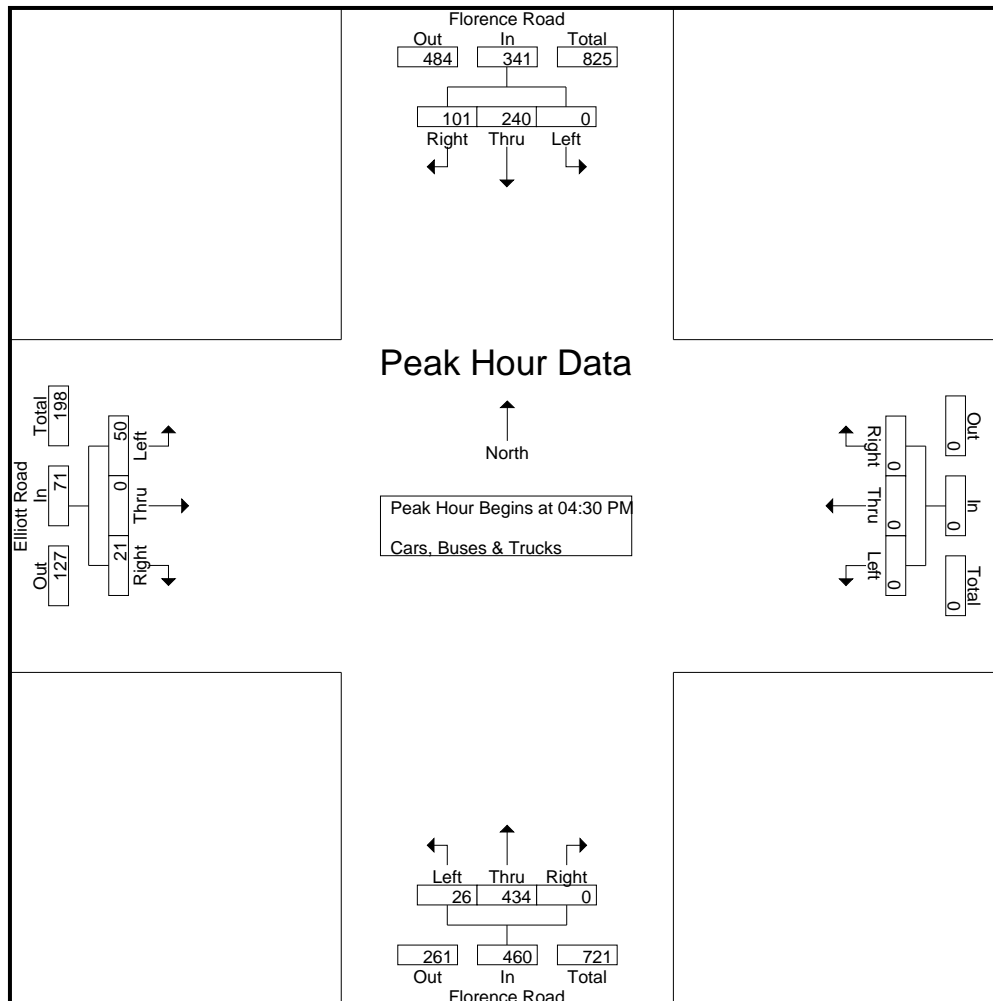 Florence Road
Out In Total
484 341 825
101 240 0
Right Thru Left
Peak Hour Data
North
Peak Hour Begins at 04:30 PM
Cars, Buses & Trucks
Elliott Road
Total In Out
198 71 127
50 0 21
Left Thru Right
Right Thru Left
0 0 0
Out In Total
0 0 0
Left Thru Right
26 434 0
261 460 721
Out In Total
Florence Road